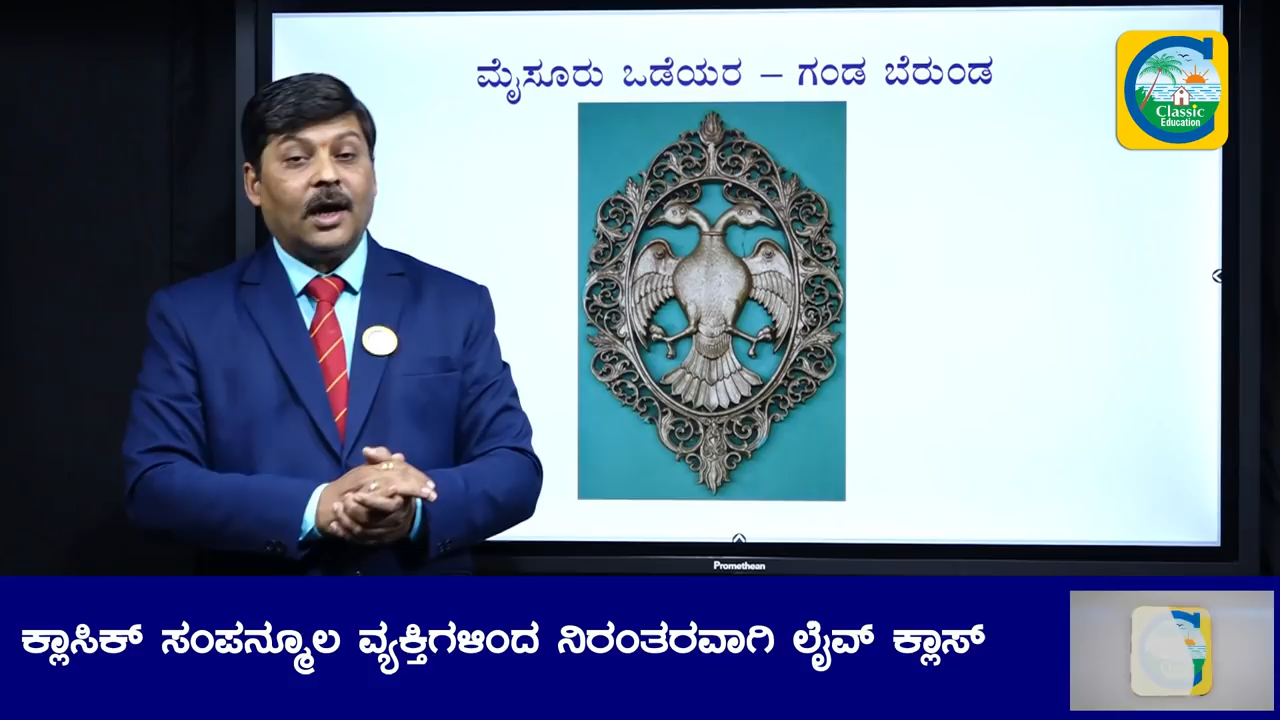 ಮೈಸೂರು ಒಡೆಯರ – ಗಂಡ ಬೆರುಂಡ
Classic
Education
Promethean
ಕ್ಲಾಸಿಕ್ ಸಂಪನ್ಮೂಲ ವ್ಯಕ್ತಿಗಳಿಂದ ನಿರಂತರವಾಗಿ ಲೈವ್ ಕ್ಲಾಸ್